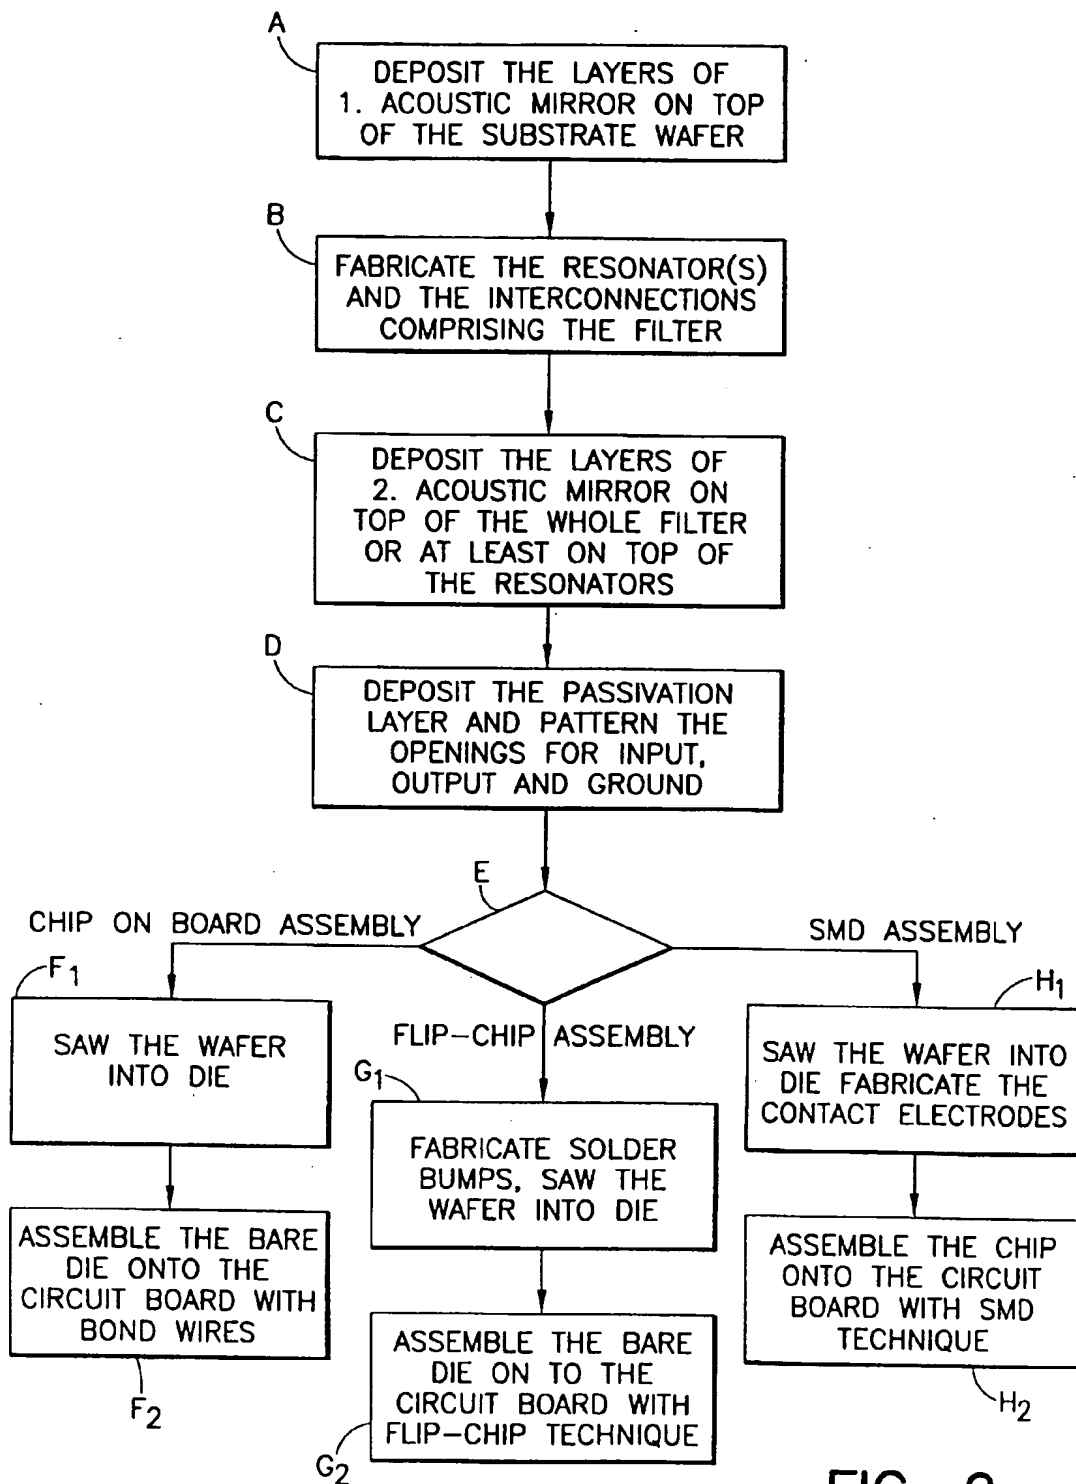 A
DEPOSIT THE LAYERS OF
1. ACOUSTIC MIRROR ON TOP
OF THE SUBSTRATE WAFER
B
FABRICATE THE RESONATOR(S)
AND THE INTERCONNECTIONS
COMPRISING THE FILTER
C
DEPOSIT THE LAYERS OF
2. ACOUSTIC MIRROR ON
TOP OF THE WHOLE FILTER
OR AT LEAST ON TOP OF
THE RESONATORS
D
DEPOSIT THE PASSIVATION
LAYER AND PATTERN THE
OPENINGS FOR INPUT,
OUTPUT AND GROUND
E
CHIP ON BOARD ASSEMBLY
F1
SAW THE WAFER
INTO DIE
ASSEMBLE THE BARE
DIE ONTO THE
CIRCUIT BOARD WITH
BOND WIRES
F2
FLIP-CHIP ASSEMBLY
G1
FABRICATE SOLDER
BUMPS, SAW THE
WAFER INTO DIE
ASSEMBLE THE BARE
DIE ON TO THE
CIRCUIT BOARD WITH
FLIP-CHIP TECHNIQUE
G2
SMD ASSEMBLY
H1
SAW THE WAFER INTO
DIE FABRICATE THE
CONTACT ELECTRODES
ASSEMBLE THE CHIP
ONTO THE CIRCUIT
BOARD WITH SMD
TECHNIQUE
H2